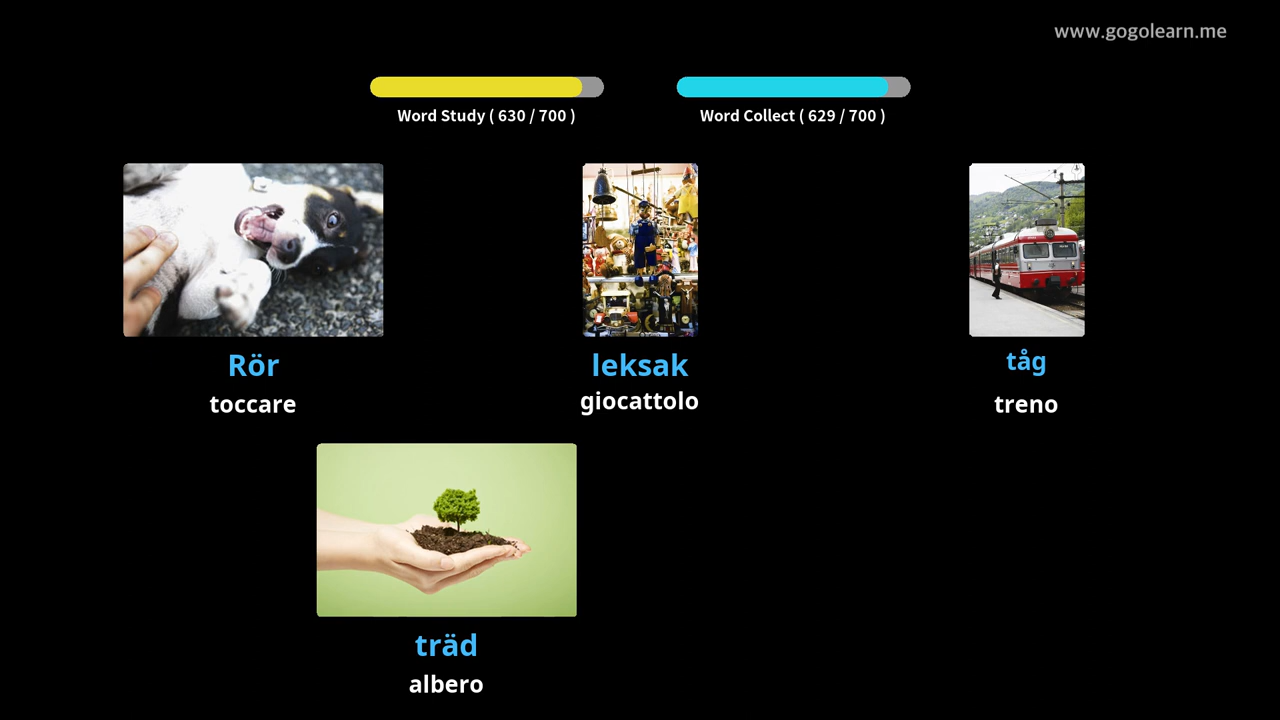 www.gogolearn.me
Word Study ( 630 / 700 )
Word Collect ( 629 / 700 )
Rör
leksak
tåg
toccare
giocattolo
treno
träd
albero